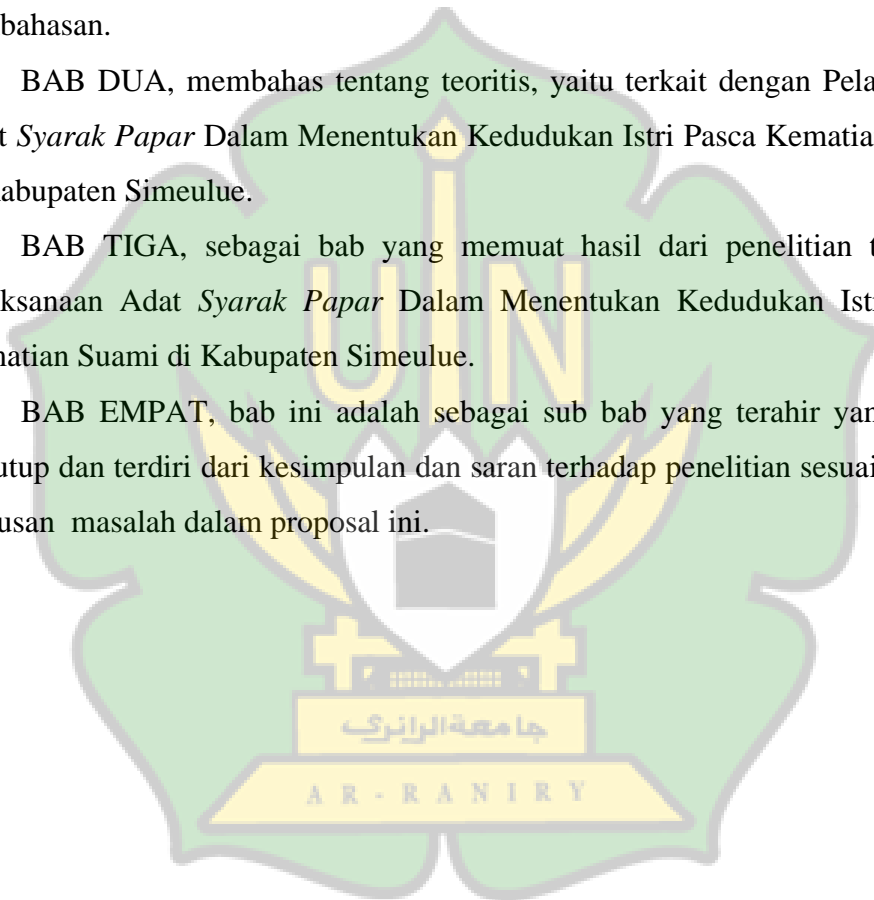 bahasan.
BAB DUA, membahas tentang teoritis, yaitu terkait dengan Pela
t Syarak Papar Dalam Menentukan Kedudukan Istri Pasca Kematia
abupaten Simeulue.
BAB TIGA, sebagai bab yang memuat hasil dari penelitian t
ksanaan Adat Syarak Papar Dalam Menentukan Kedudukan Ist
natian Suami di Kabupaten Simeulue.
BAB EMPAT, bab ini adalah sebagai sub bab yang terahir yan
utup dan terdiri dari kesimpulan dan saran terhadap penelitian sesuai
usan masalah dalam proposal ini.
UIN
جامعةالرانري
AR-RANIRY